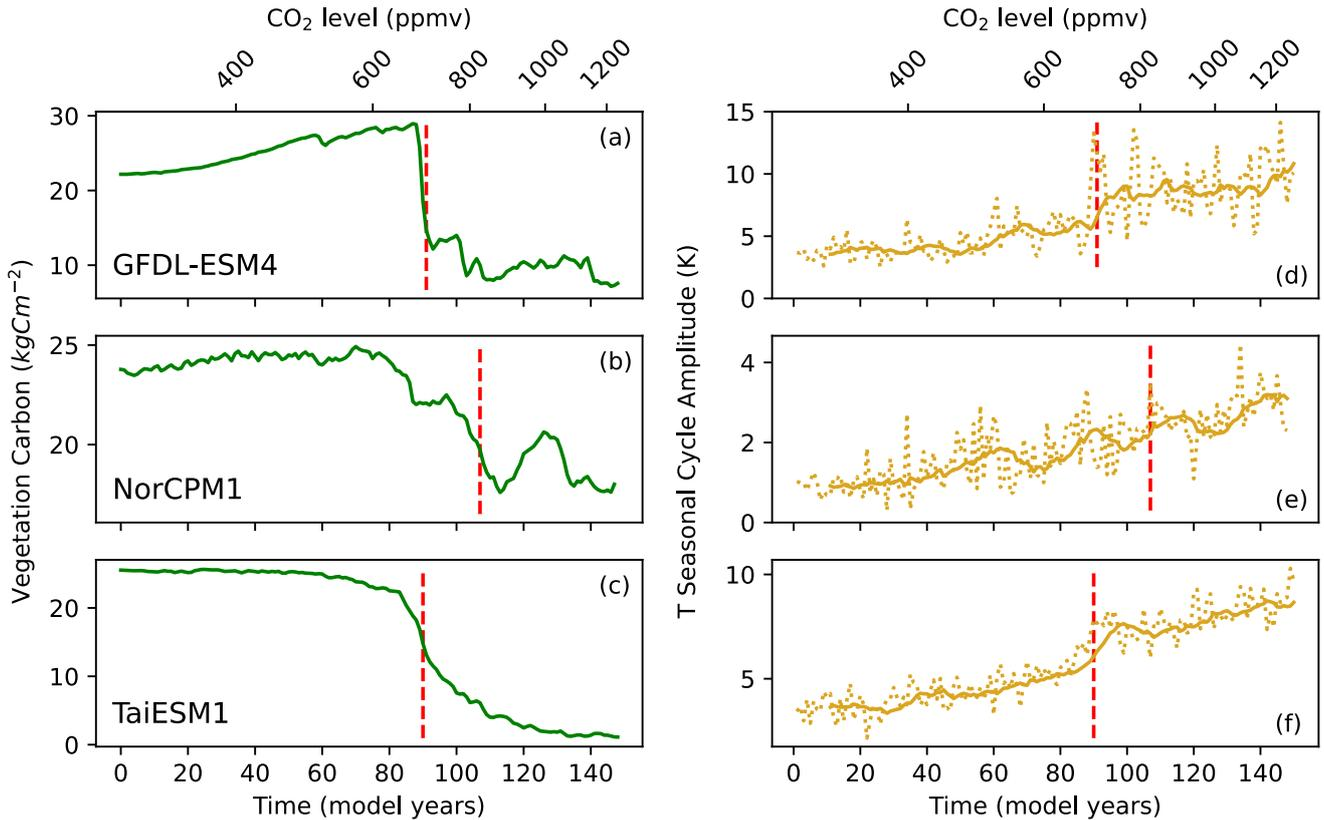 CO2 level (ppmv)
400 600 800 1000 1200
CO2 level (ppmv)
400 600 800 1000 1200
Vegetation Carbon (kgCm−2)
30
20
10
(a)
GFDL-ESM4
25
20
(b)
NorCPM1
20
10
0
(c)
TaiESM1
0 20 40 60 80 100 120 140
Time (model years)
T Seasonal Cycle Amplitude (K)
15
10
5
0
(d)
4
2
0
(e)
10
5
(f)
0 20 40 60 80 100 120 140
Time (model years)